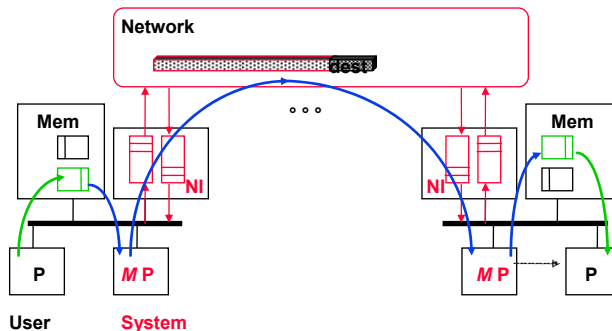 Network
dest
° ° °
Mem
Mem
NI
NI
P
M P
M P
P
User
System